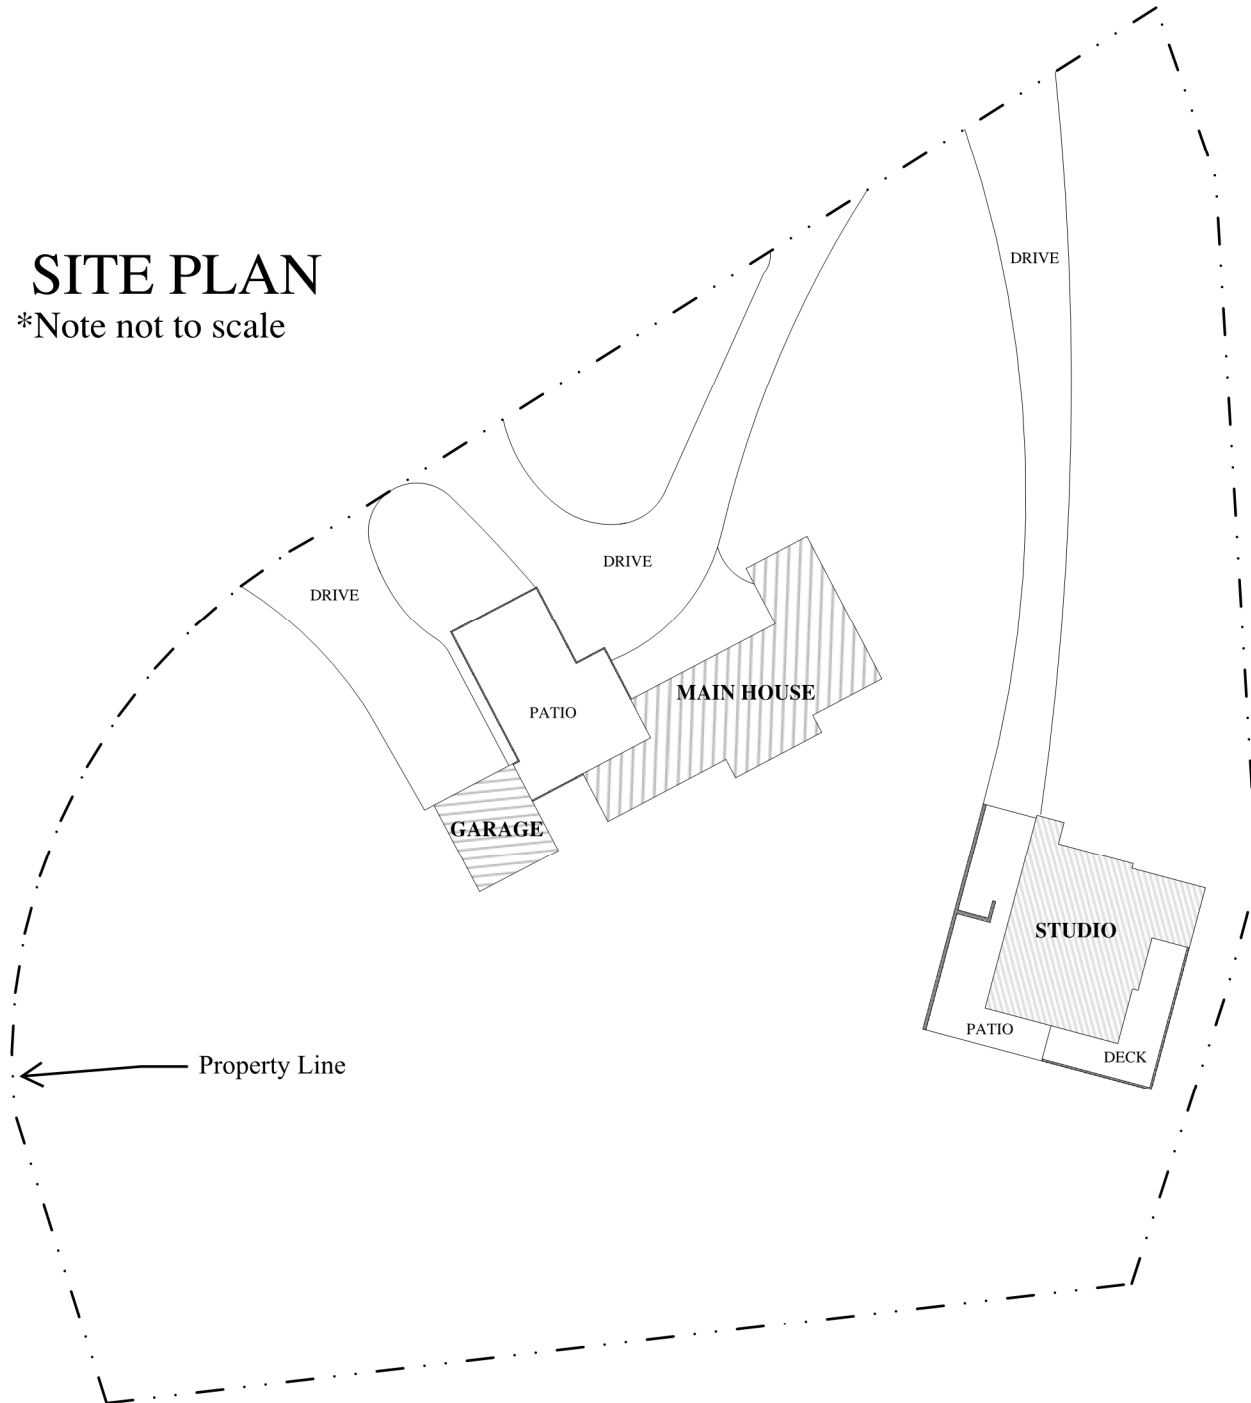 DRIVE
SITE PLAN
*Note not to scale
DRIVE
DRIVE
MAIN HOUSE
PATIO
GARAGE
STUDIO
PATIO
DECK
Property Line